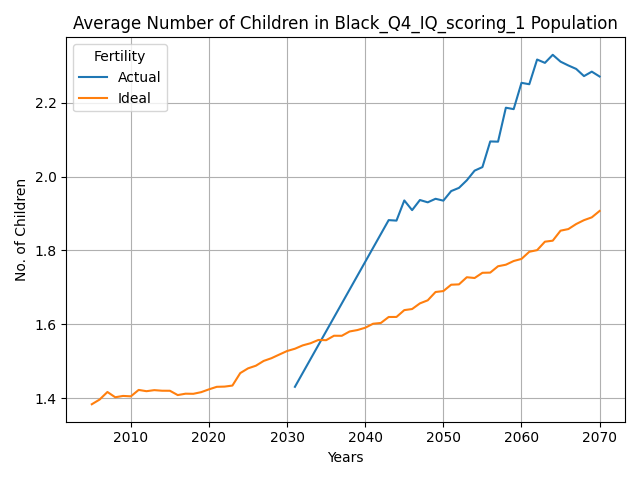 Average Number of Children in Black_Q4_IQ_scoring_1 Population
Fertility
Actual
Ideal
No. of Children
2.2
2.0
1.8
1.6
1.4
2010 2020 2030 2040 2050 2060 2070
Years